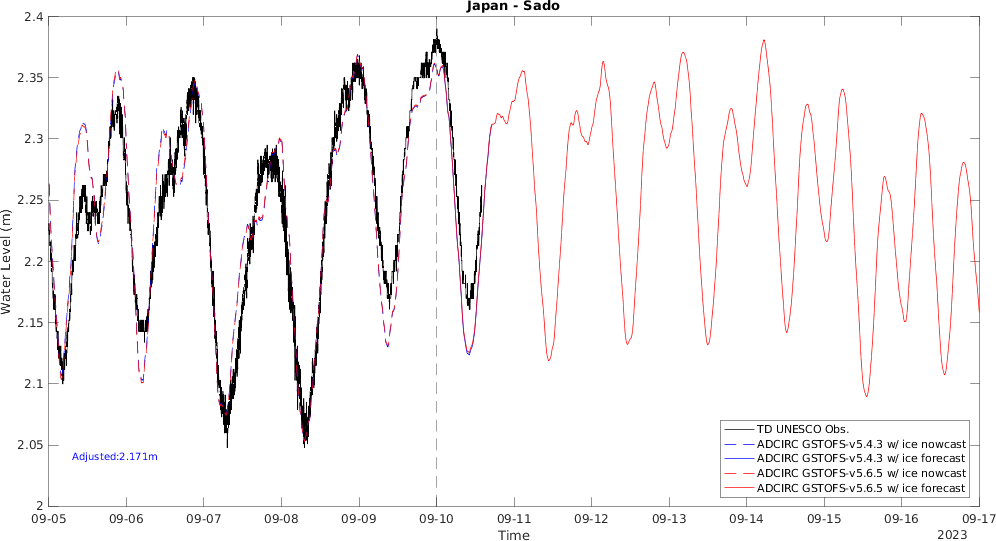 Japan - Sado
2.4
2.35
2.3
2.25
2.2
2.15
2.1
2.05
2
Water Level (m)
Adjusted:2.171m
TD UNESCO Obs.
ADCIRC GSTOFS-v5.4.3 w/ ice nowcast
ADCIRC GSTOFS-v5.4.3 w/ ice forecast
ADCIRC GSTOFS-v5.6.5 w/ ice nowcast
ADCIRC GSTOFS-v5.6.5 w/ ice forecast
09-05 09-06 09-07 09-08 09-09 09-10 09-11 09-12 09-13 09-14 09-15 09-16 09-17
Time
2023